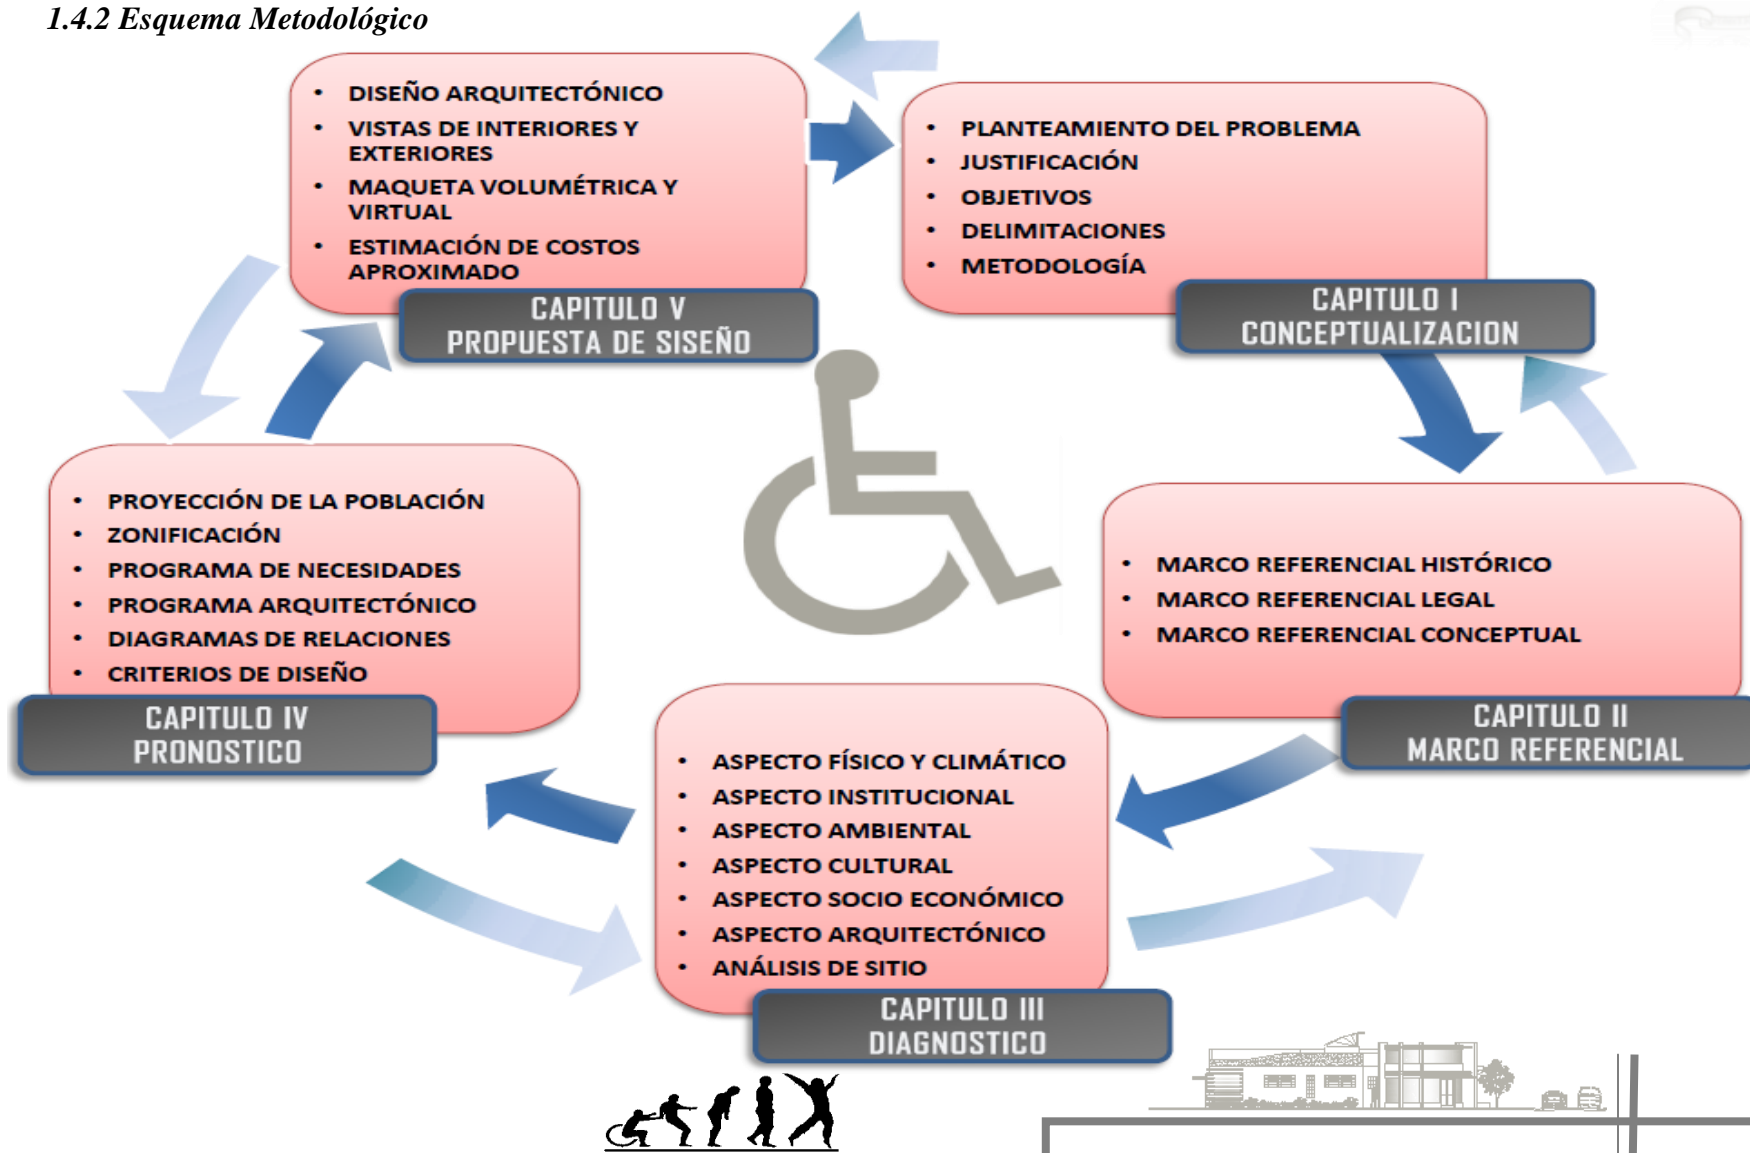 1.4.2 Esquema Metodológico
• DISEÑO ARQUITECTÓNICO
• VISTAS DE INTERIORES Y
EXTERIORES
• MAQUETA VOLUMÉTRICA Y
VIRTUAL
• ESTIMACIÓN DE COSTOS
APROXIMADO
CAPITULO V
PROPUESTA DE SISEÑO
• PLANTEAMIENTO DEL PROBLEMA
• JUSTIFICACIÓN
• OBJETIVOS
• DELIMITACIONES
• METODOLOGÍA
CAPITULO I
CONCEPTUALIZACION
• MARCO REFERENCIAL HISTÓRICO
• MARCO REFERENCIAL LEGAL
• MARCO REFERENCIAL CONCEPTUAL
CAPITULO II
MARCO REFERENCIAL
• ASPECTO FÍSICO Y CLIMÁTICO
• ASPECTO INSTITUCIONAL
• ASPECTO AMBIENTAL
• ASPECTO CULTURAL
• ASPECTO SOCIO ECONÓMICO
• ASPECTO ARQUITECTÓNICO
• ANÁLISIS DE SITIO
CAPITULO III
DIAGNOSTICO
• PROYECCIÓN DE LA POBLACIÓN
• ZONIFICACIÓN
• PROGRAMA DE NECESIDADES
• PROGRAMA ARQUITECTÓNICO
• DIAGRAMAS DE RELACIONES
• CRITERIOS DE DISEÑO
CAPITULO IV
PRONOSTICO